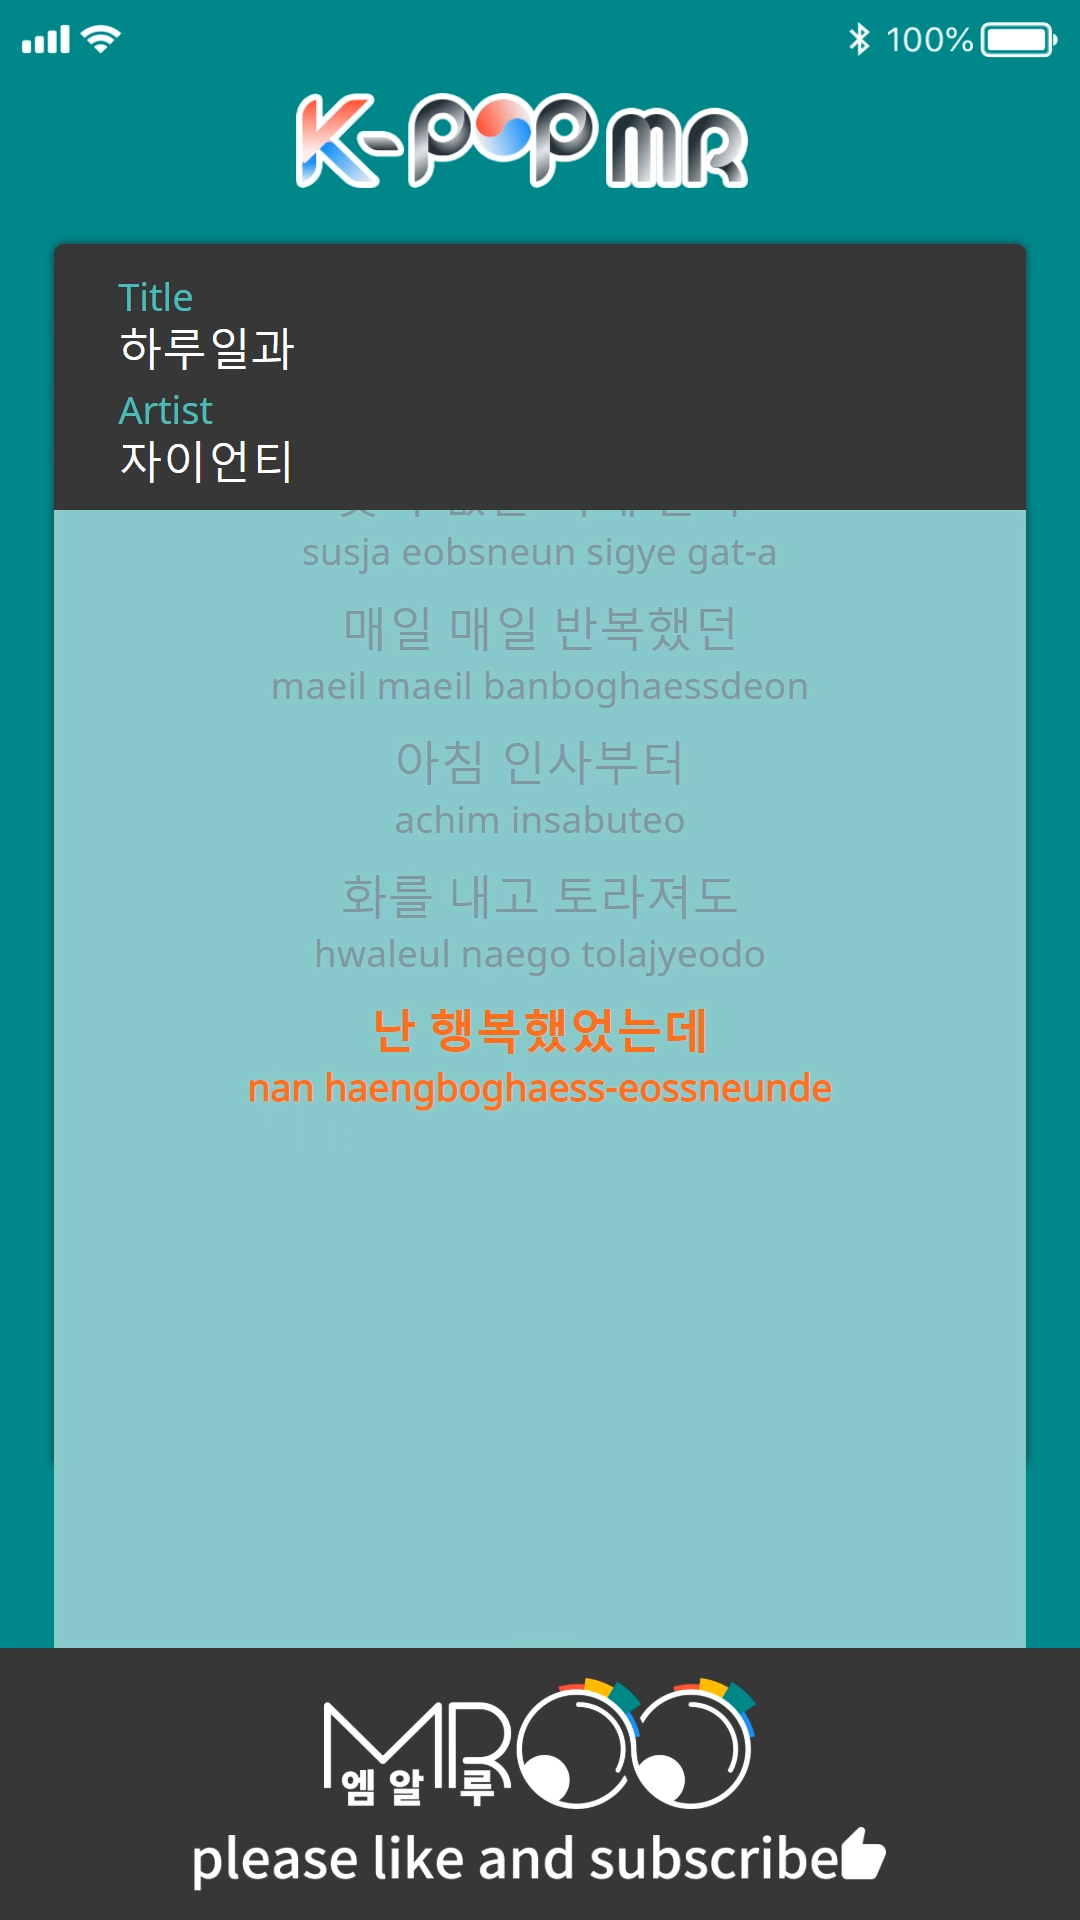 100%
K-POP MR
Title
하루일과
Artist
자이언티
susja eobsneun sigye gat-a
매일 매일 반복했던
maeil maeil banboghaessdeon
아침 인사부터
achim insabuteo
화를 내고 토라져도
hwaleul naego tolajyeodo
난 행복했었는데
nan haengboghaess-eossneunde
MROO
엠알루
please like and subscribe